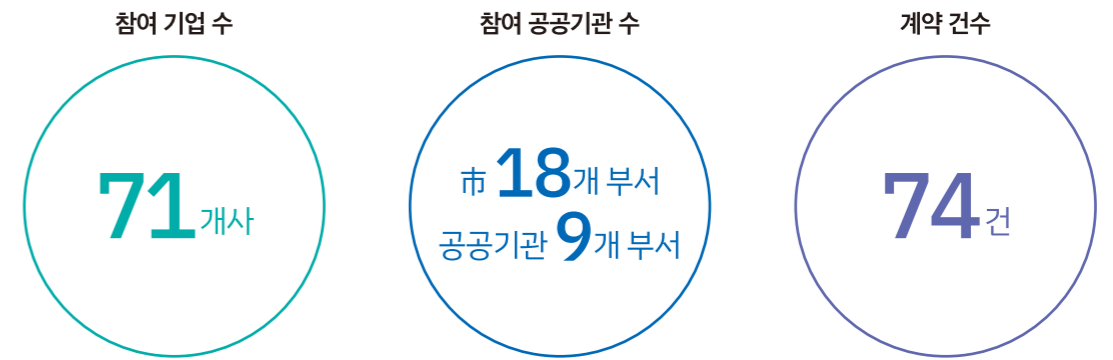 참여 기업 수
71개사
참여 공공기관 수
市 18개 부서
공공기관 9개 부서
계약 건수
74건